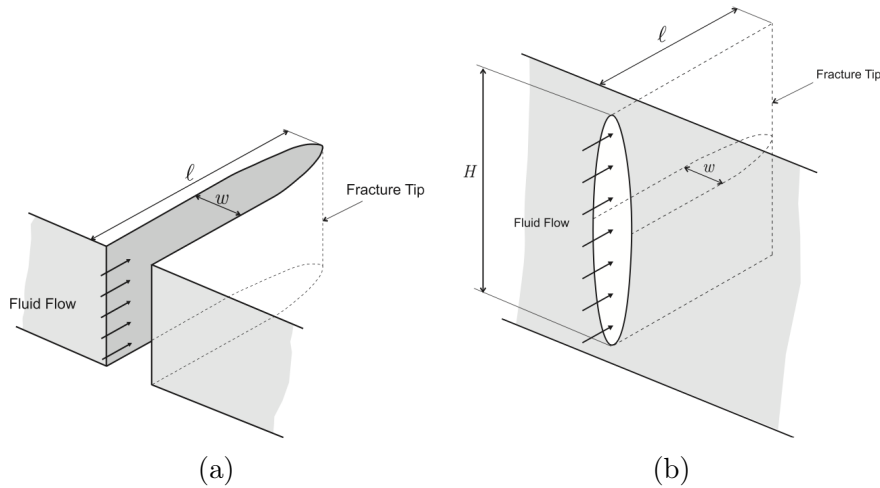 ℓ
w
Fracture Tip
Fluid Flow
(a)
ℓ
Fracture Tip
H
w
Fluid Flow
(b)